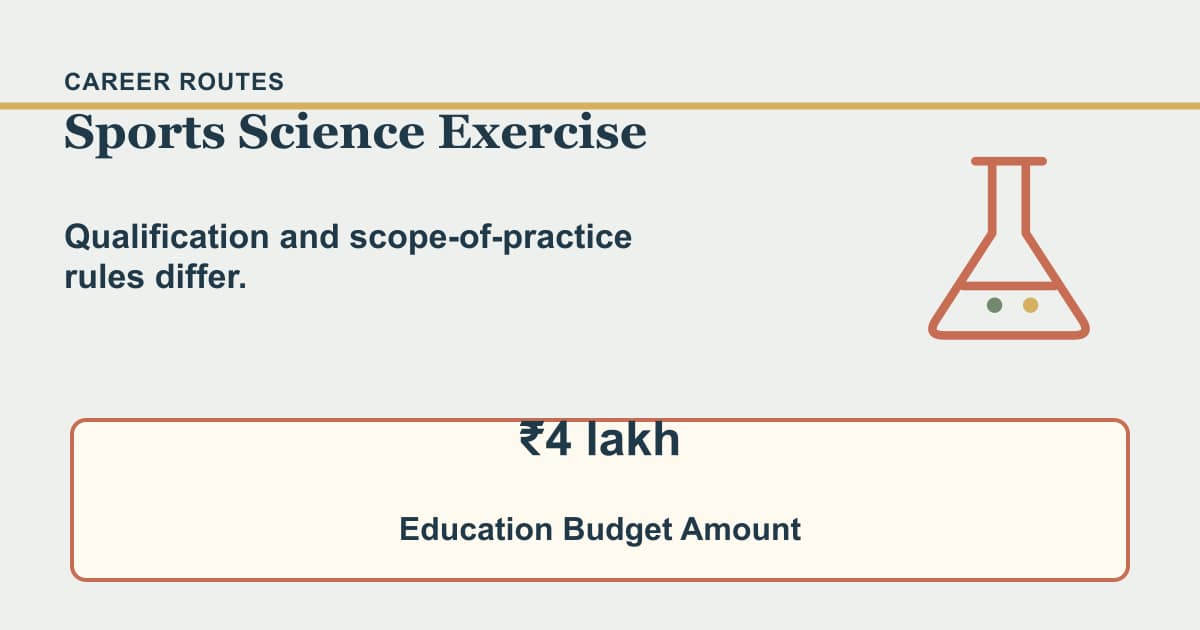 CAREER ROUTES
Sports Science Exercise
Qualification and scope-of-practice
rules differ.
₹4 lakh
Education Budget Amount